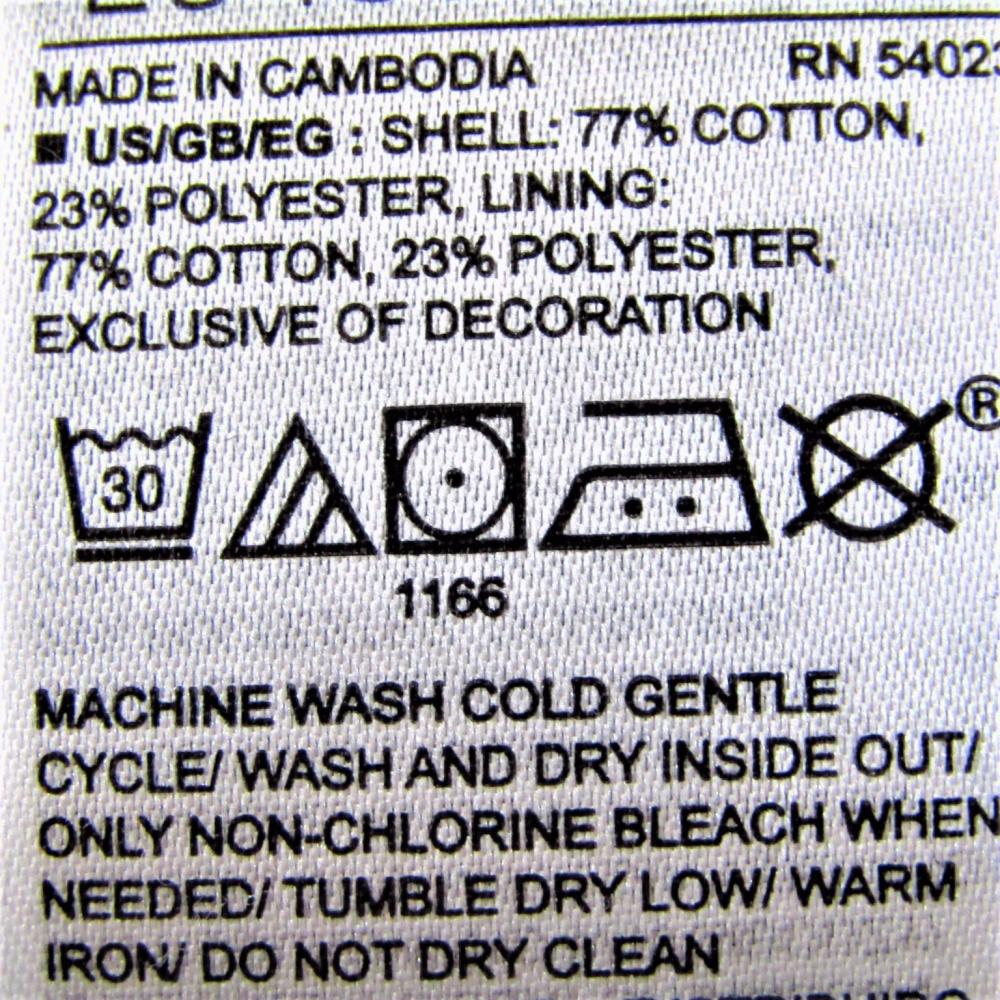 MADE IN CAMBODIA RN 5402
US/GB/EG : SHELL: 77% COTTON,
23% POLYESTER, LINING:
77% COTTON, 23% POLYESTER,
EXCLUSIVE OF DECORATION
®
30
1166
MACHINE WASH COLD GENTLE
CYCLE/ WASH AND DRY INSIDE OUT/
ONLY NON-CHLORINE BLEACH WHEN
NEEDED/ TUMBLE DRY LOW/ WARM
IRON/ DO NOT DRY CLEAN